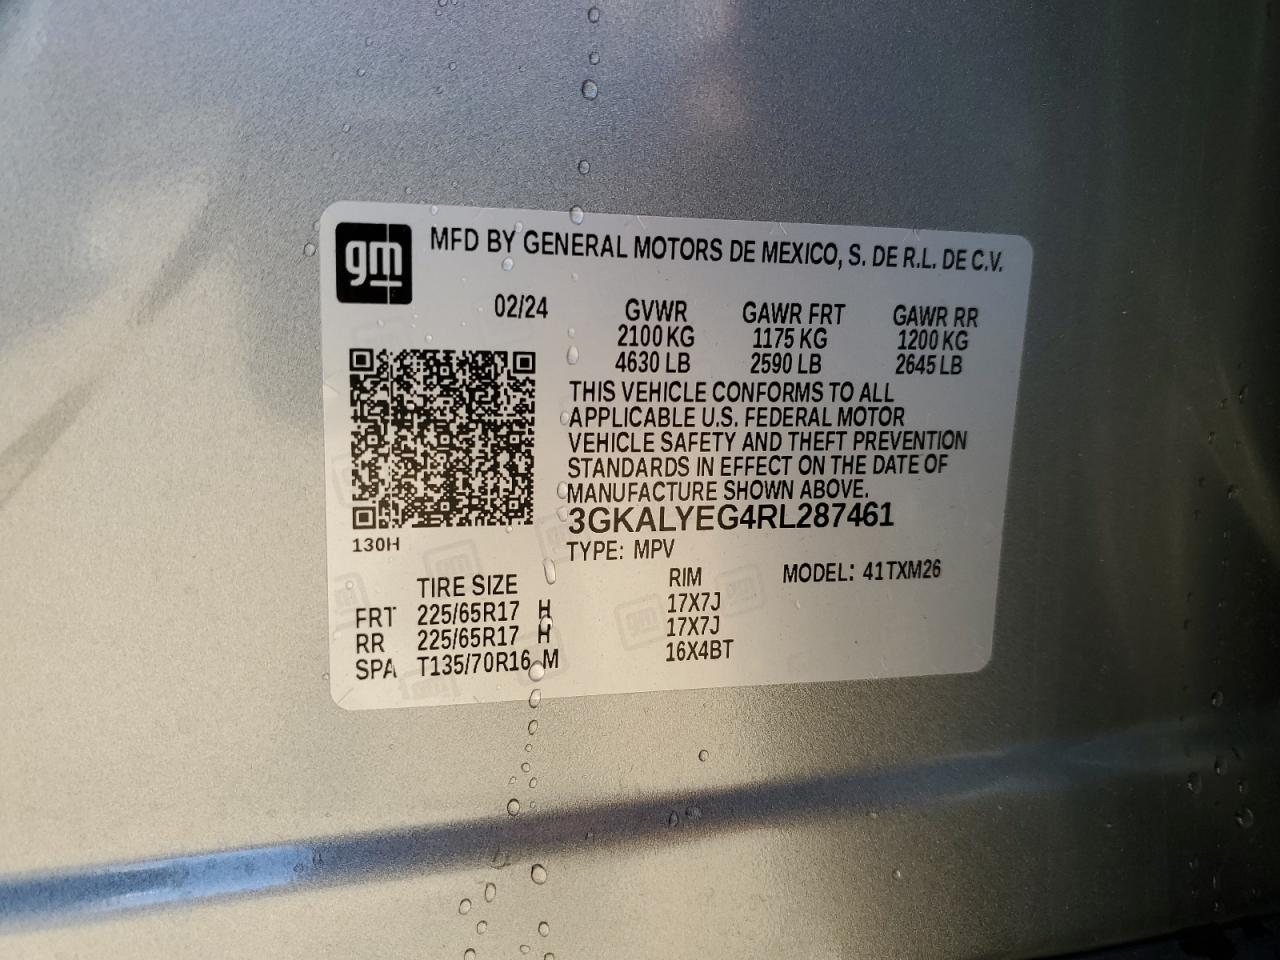 gm
MFD BY GENERAL MOTORS DE MEXICO, S. DE R.L. DE C.V.
02/24 GVWR GAWR FRT GAWR RR
2100 KG 1175 KG 1200 KG
4630 LB 2590 LB 2645 LB
THIS VEHICLE CONFORMS TO ALL
APPLICABLE U.S. FEDERAL MOTOR
VEHICLE SAFETY AND THEFT PREVENTION
STANDARDS IN EFFECT ON THE DATE OF
MANUFACTURE SHOWN ABOVE.
3GKALYEG4RL287461
130H
TYPE: MPV
MODEL: 41TXM26
TIRE SIZE RIM
FRT 225/65R17 H 17X7J
RR 225/65R17 H 17X7J
SPA T135/70R16 M 16X4BT